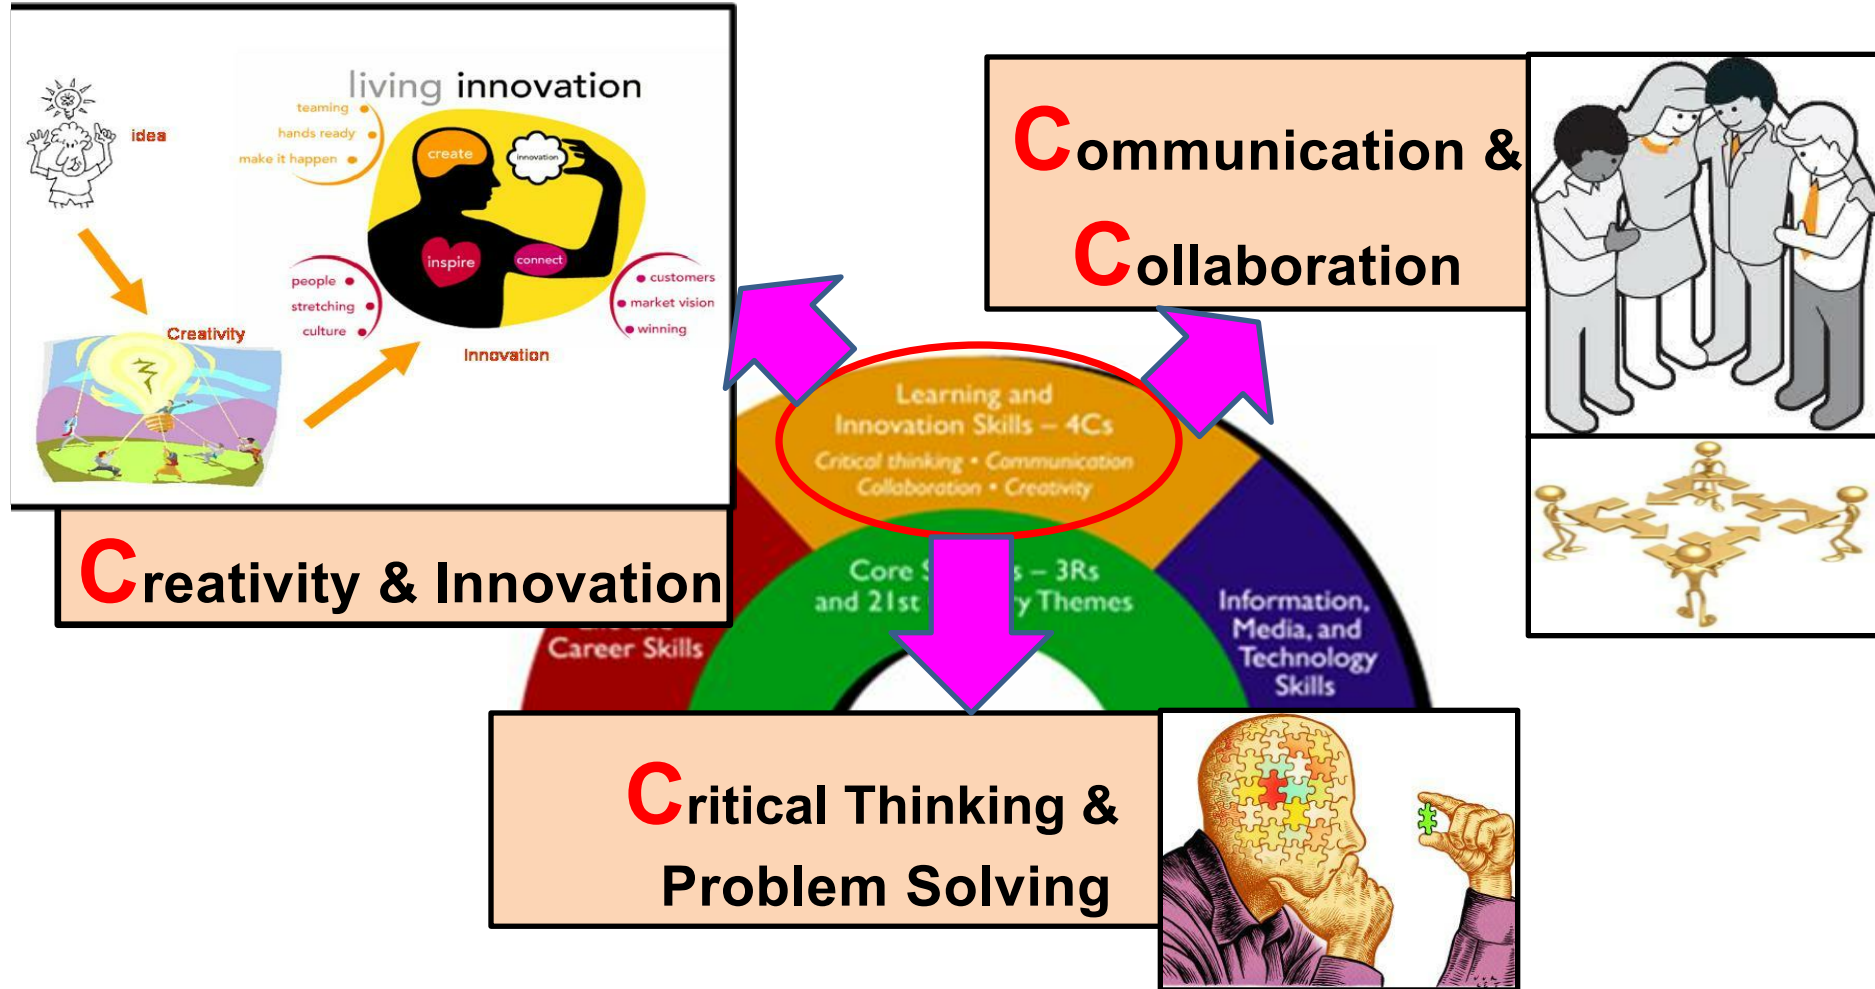 living innovation
teaming
hands ready
make it happen
idea
create
innovation
inspire
connect
people
stretching
culture
customers
market vision
winning
Creativity
Innovation
Creativity & Innovation
Communication &
Collaboration
Learning and
Innovation Skills – 4Cs
Critical thinking • Communication
Collaboration • Creativity
Core s – 3Rs
and 21st y Themes
Career Skills
Information,
Media, and
Technology
Skills
Critical Thinking &
Problem Solving